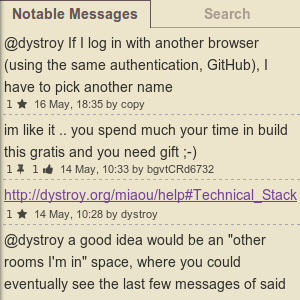 Notable Messages Search
@dystroy If I log in with another browser
(using the same authentication, GitHub), I
have to pick another name
1 ★ 16 May, 18:35 by copy
im like it .. you spend much your time in build
this gratis and you need gift ;-)
1 📌 1 👍 14 May, 10:33 by bgvtCRd6732
http://dystroy.org/miaou/help#Technical_Stack
1 ★ 14 May, 10:28 by dystroy
@dystroy a good idea would be an "other
rooms I'm in" space, where you could
eventually see the last few messages of said